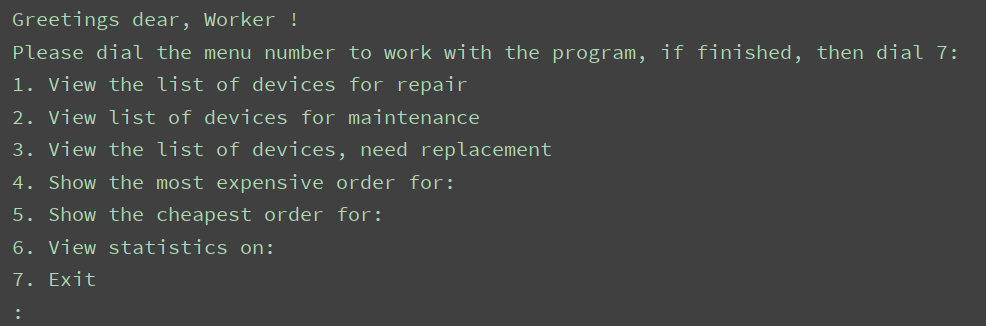 Greetings dear, Worker !
Please dial the menu number to work with the program, if finished, then dial 7:
1. View the list of devices for repair
2. View list of devices for maintenance
3. View the list of devices, need replacement
4. Show the most expensive order for:
5. Show the cheapest order for:
6. View statistics on:
7. Exit
: